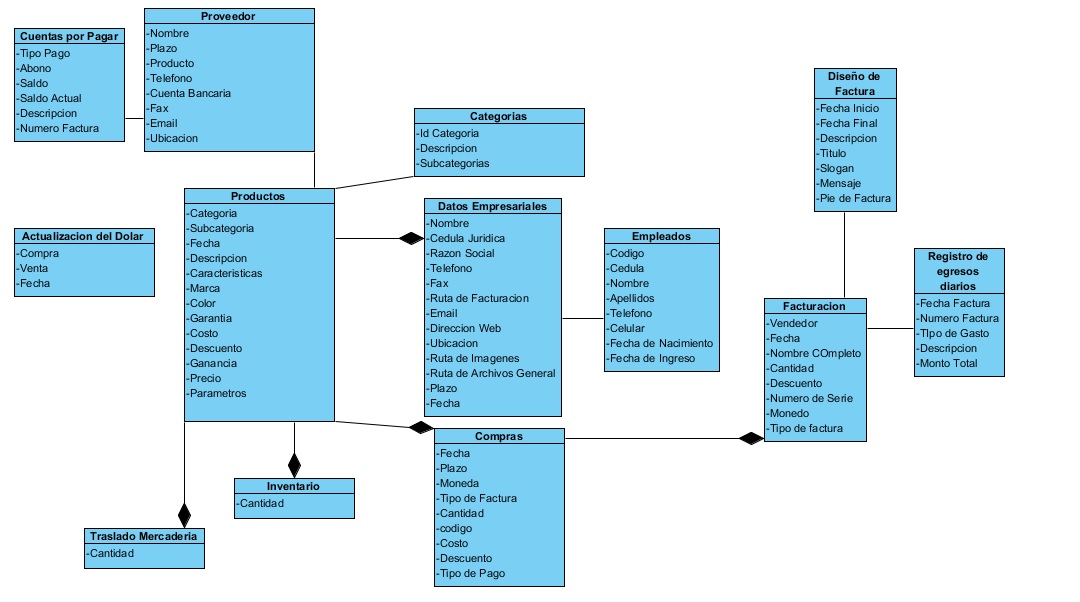 Cuentas por Pagar
-Tipo Pago
-Abono
-Saldo
-Saldo Actual
-Descripcion
-Numero Factura
Proveedor
-Nombre
-Plazo
-Producto
-Telefono
-Cuenta Bancaria
-Fax
-Email
-Ubicacion
Categorias
-Id Categoria
-Descripcion
-Subcategorias
Diseño de
Factura
-Fecha Inicio
-Fecha Final
-Descripcion
-Titulo
-Slogan
-Mensaje
-Pie de Factura
Productos
-Categoria
-Subcategoria
-Fecha
-Descripcion
-Caracteristicas
-Marca
-Color
-Garantia
-Costo
-Descuento
-Ganancia
-Precio
-Parametros
Datos Empresariales
-Nombre
-Cedula Juridica
-Razon Social
-Telefono
-Fax
-Ruta de Facturacion
-Email
-Direccion Web
-Ubicacion
-Ruta de Imagenes
-Ruta de Archivos General
-Plazo
-Fecha
Actualizacion del Dolar
-Compra
-Venta
-Fecha
Empleados
-Codigo
-Cedula
-Nombre
-Apellidos
-Telefono
-Celular
-Fecha de Nacimiento
-Fecha de Ingreso
Registro de
egresos
diarios
-Fecha Factura
-Numero Factura
-TIpo de Gasto
-Descripcion
-Monto Total
Facturacion
-Vendedor
-Fecha
-Nombre COmpleto
-Cantidad
-Descuento
-Numero de Serie
-Monedo
-Tipo de factura
Compras
-Fecha
-Plazo
-Moneda
-Tipo de Factura
-Cantidad
-codigo
-Costo
-Descuento
-Tipo de Pago
Inventario
-Cantidad
Traslado Mercaderia
-Cantidad